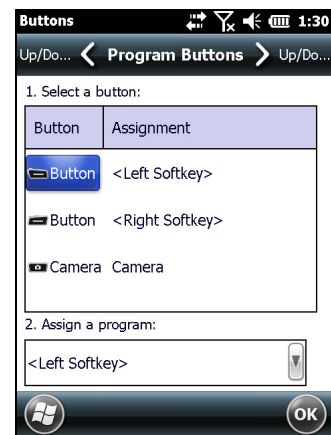 Buttons 1:30
Up/Do... Program Buttons Up/Do...
1. Select a button:
Button Assignment
Button <Left Softkey>
Button <Right Softkey>
Camera Camera
2. Assign a program:
<Left Softkey>
OK